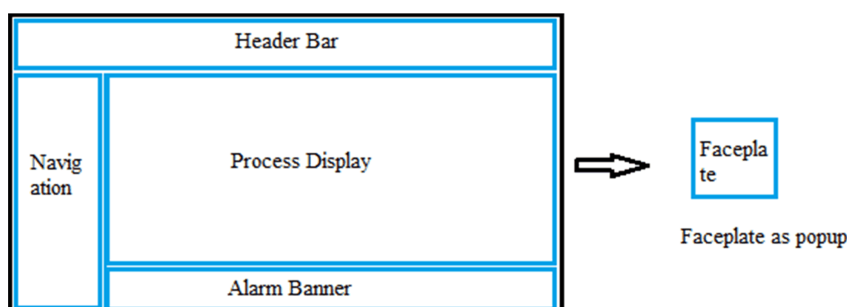 Header Bar
Navig
ation
Process Display
Alarm Banner
Facepla
te
Faceplate as popup